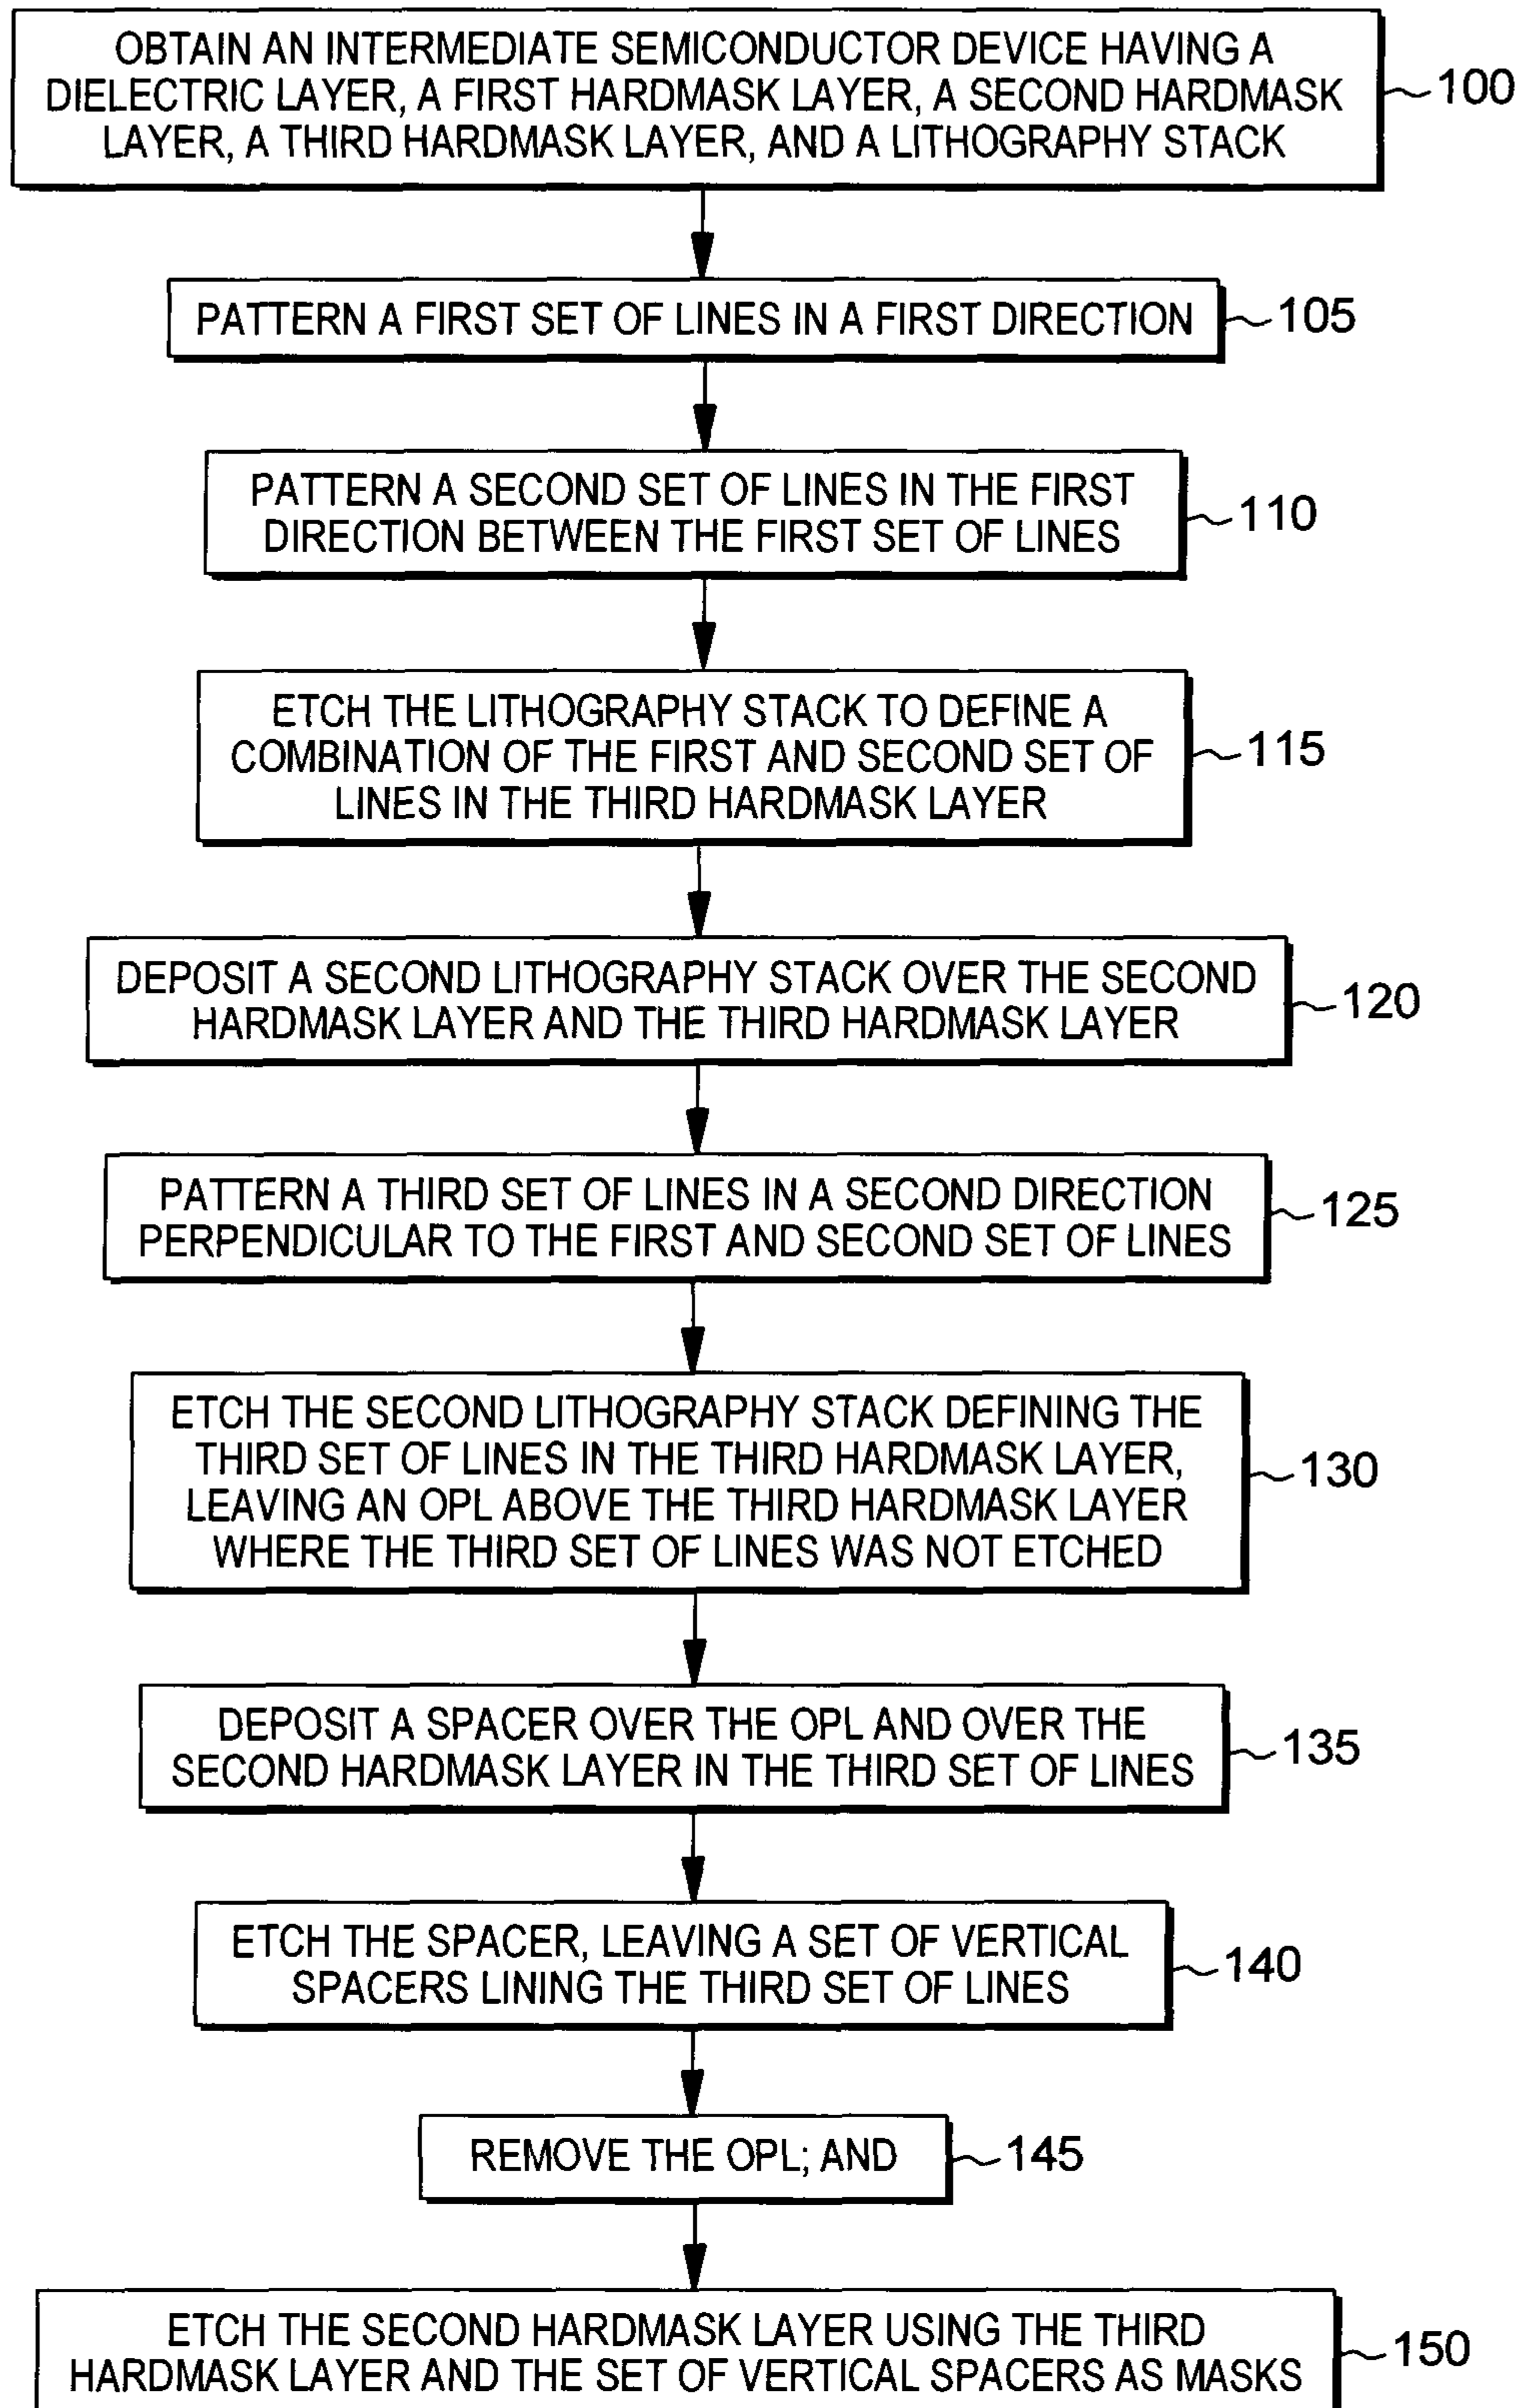 OBTAIN AN INTERMEDIATE SEMICONDUCTOR DEVICE HAVING A
DIELECTRIC LAYER, A FIRST HARDMASK LAYER, A SECOND HARDMASK
LAYER, A THIRD HARDMASK LAYER, AND A LITHOGRAPHY STACK
100
PATTERN A FIRST SET OF LINES IN A FIRST DIRECTION
105
PATTERN A SECOND SET OF LINES IN THE FIRST
DIRECTION BETWEEN THE FIRST SET OF LINES
110
ETCH THE LITHOGRAPHY STACK TO DEFINE A
COMBINATION OF THE FIRST AND SECOND SET OF
LINES IN THE THIRD HARDMASK LAYER
115
DEPOSIT A SECOND LITHOGRAPHY STACK OVER THE SECOND
HARDMASK LAYER AND THE THIRD HARDMASK LAYER
120
PATTERN A THIRD SET OF LINES IN A SECOND DIRECTION
PERPENDICULAR TO THE FIRST AND SECOND SET OF LINES
125
ETCH THE SECOND LITHOGRAPHY STACK DEFINING THE
THIRD SET OF LINES IN THE THIRD HARDMASK LAYER,
LEAVING AN OPL ABOVE THE THIRD HARDMASK LAYER
WHERE THE THIRD SET OF LINES WAS NOT ETCHED
130
DEPOSIT A SPACER OVER THE OPL AND OVER THE
SECOND HARDMASK LAYER IN THE THIRD SET OF LINES
135
ETCH THE SPACER, LEAVING A SET OF VERTICAL
SPACERS LINING THE THIRD SET OF LINES
140
REMOVE THE OPL; AND
145
ETCH THE SECOND HARDMASK LAYER USING THE THIRD
HARDMASK LAYER AND THE SET OF VERTICAL SPACERS AS MASKS
150